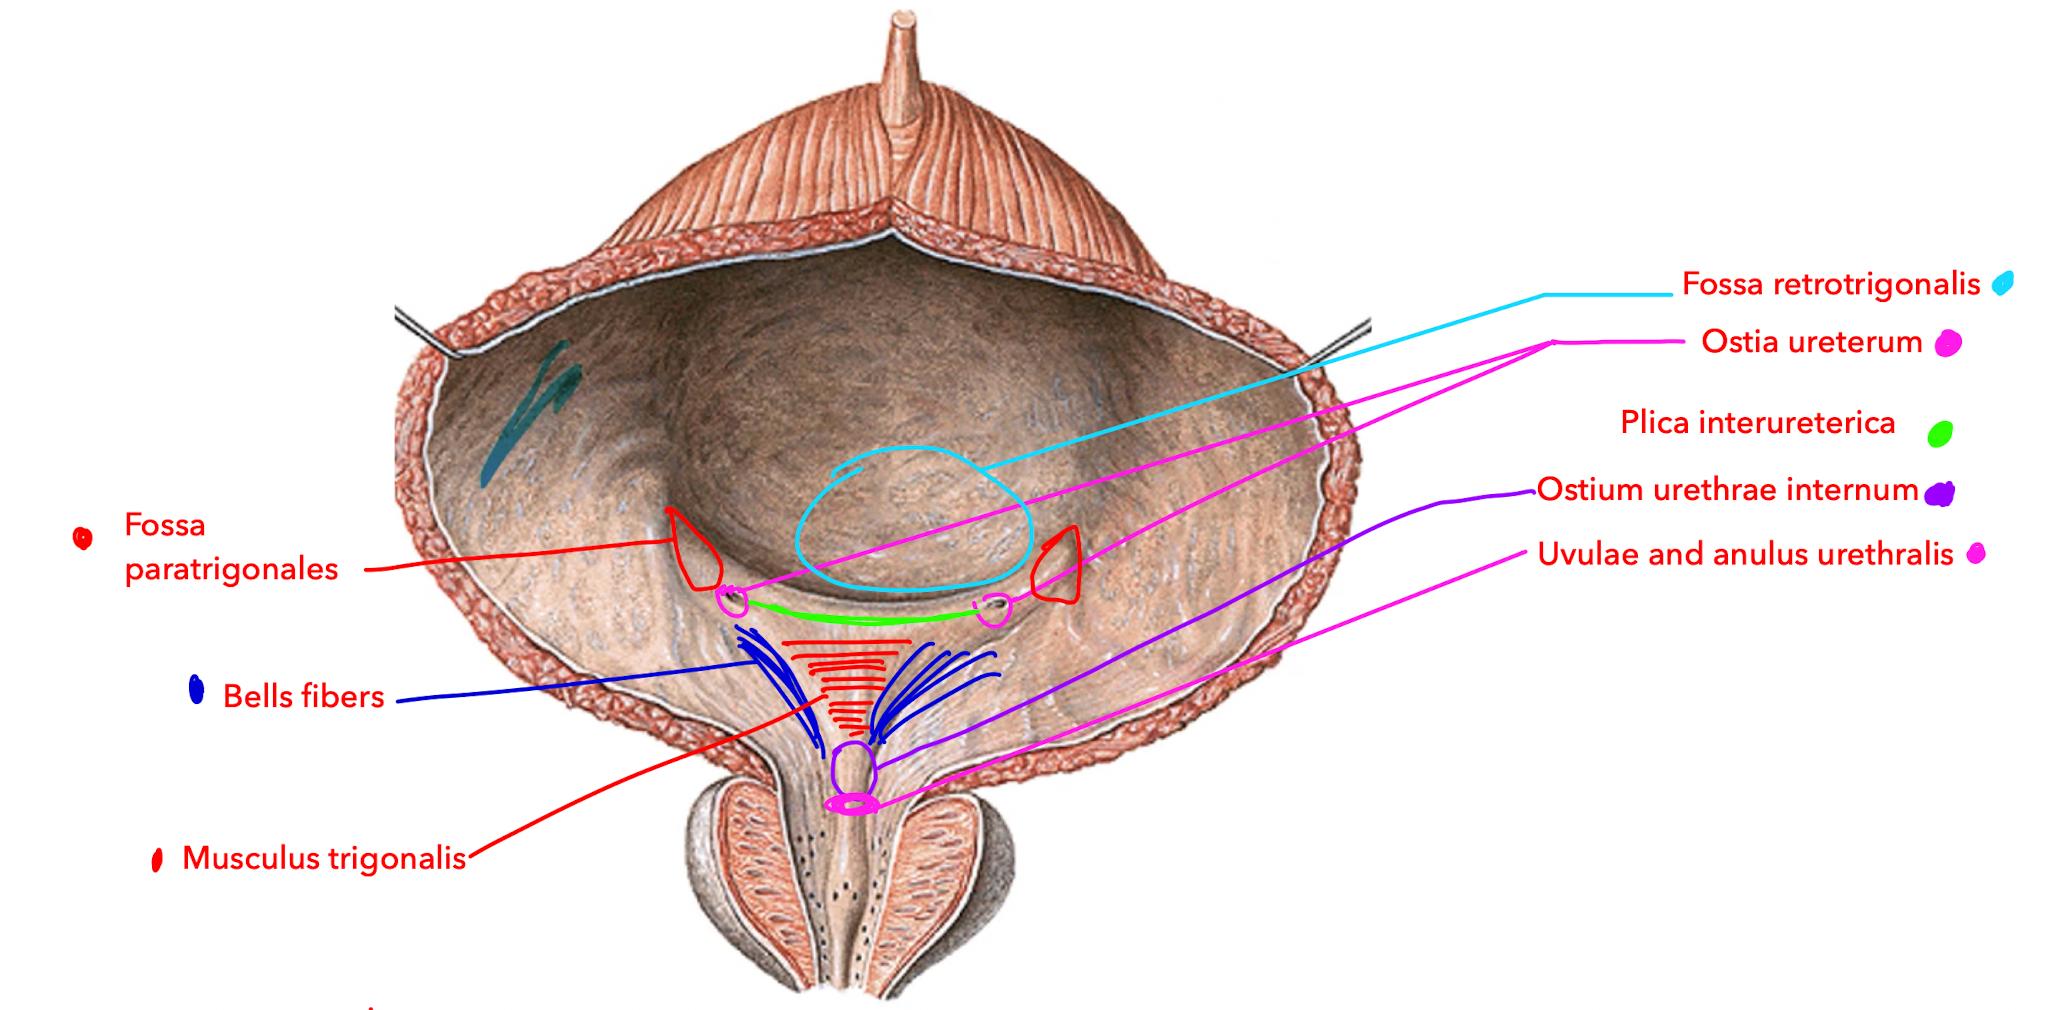 Fossa retrotrigonalis
Ostia ureterum
Plica interureterica
Ostium urethrae internum
Uvulae and anulus urethralis
Fossa
paratrigonales
Bells fibers
Musculus trigonalis